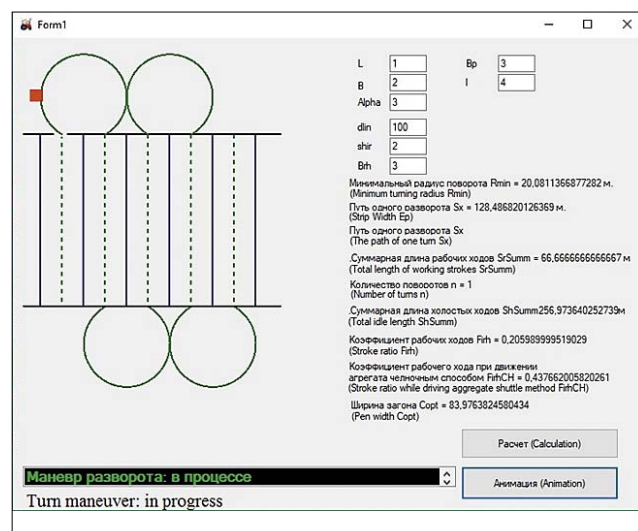 Form1
L 1 Bp 3
B 2 l 4
Alpha 3
dlin 100
shir 2
Brh 3
Минимальный радиус поворота Rmin = 20,0811366877282 м.
(Minimum turning radius Rmin)
Путь одного разворота Sx = 128,486820126369 м.
(Strip Width Ep)
Путь одного разворота Sx
(The path of one turn Sx)
.Суммарная длина рабочих ходов SrSumm = 66,6666666666667 м
(Total length of working strokes SrSumm)
Количество поворотов n = 1
(Number of turns n)
.Суммарная длина холостых ходов ShSumm256,973640252739м
(Total idle length ShSumm)
Коэффициент рабочих ходов Firh = 0,205989999519029
(Stroke ratio Firh)
Коэффициент рабочего хода при движении
агрегата челночным способом FirhCH = 0,437662005820261
(Stroke ratio while driving aggregate shuttle method FirhCH)
Ширина загона Copt = 83,9763824580434
(Pen width Copt)
Расчет (Calculation)
Маневр разворота: в процессе
Анимация (Animation)
Turn maneuver: in progress